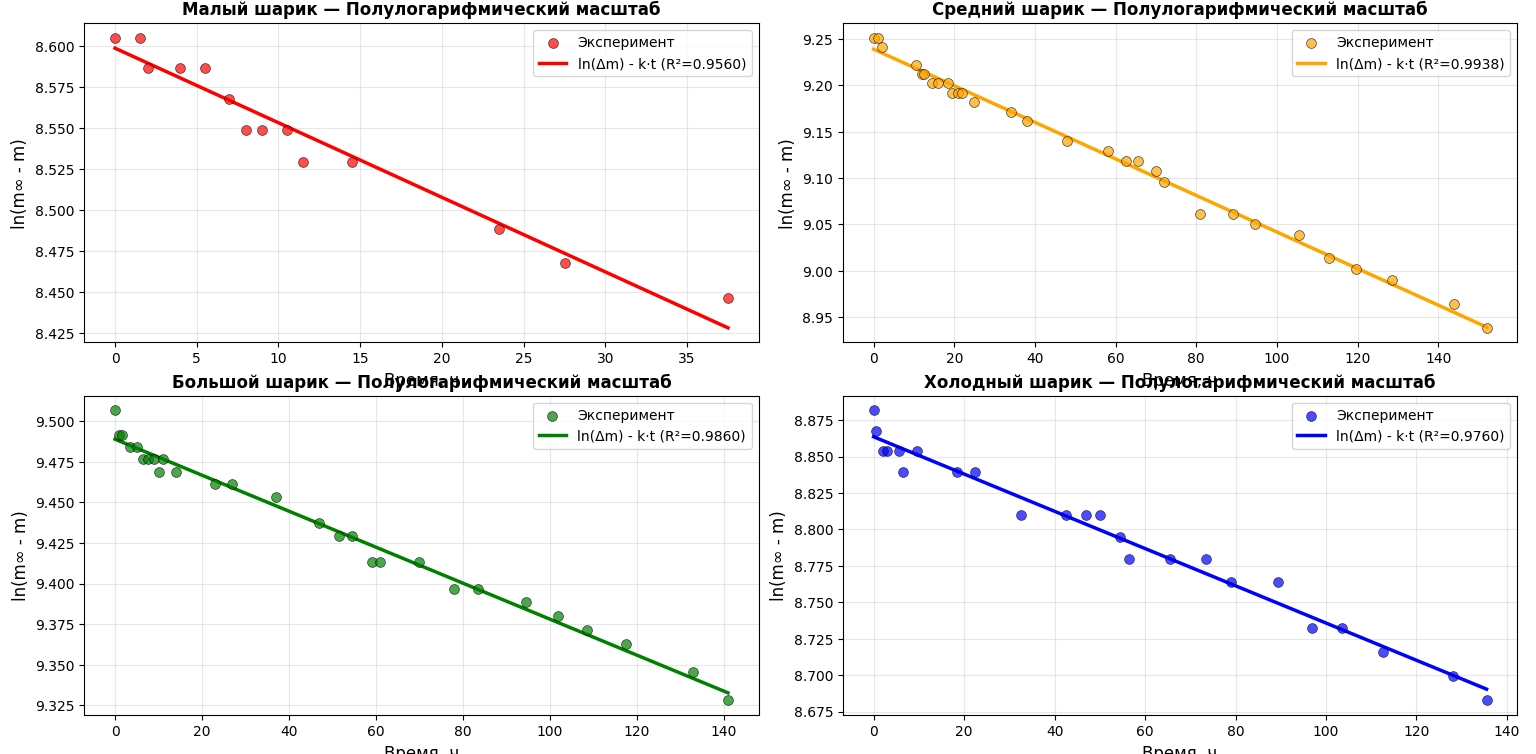 Малый шарик — Полулогарифмический масштаб
Эксперимент
ln(Δm) - k·t (R²=0.9560)
ln(m∞ - m)
8.600
8.575
8.550
8.525
8.500
8.475
8.450
8.425
0 5 10 15 20 25 30 35
Время, ч
Средний шарик — Полулогарифмический масштаб
Эксперимент
ln(Δm) - k·t (R²=0.9938)
ln(m∞ - m)
9.25
9.20
9.15
9.10
9.05
9.00
8.95
0 20 40 60 80 100 120 140
Время, ч
Большой шарик — Полулогарифмический масштаб
Эксперимент
ln(Δm) - k·t (R²=0.9860)
ln(m∞ - m)
9.500
9.475
9.450
9.425
9.400
9.375
9.350
9.325
0 20 40 60 80 100 120 140
Время, ч
Холодный шарик — Полулогарифмический масштаб
Эксперимент
ln(Δm) - k·t (R²=0.9760)
ln(m∞ - m)
8.875
8.850
8.825
8.800
8.775
8.750
8.725
8.700
8.675
0 20 40 60 80 100 120 140
Время, ч